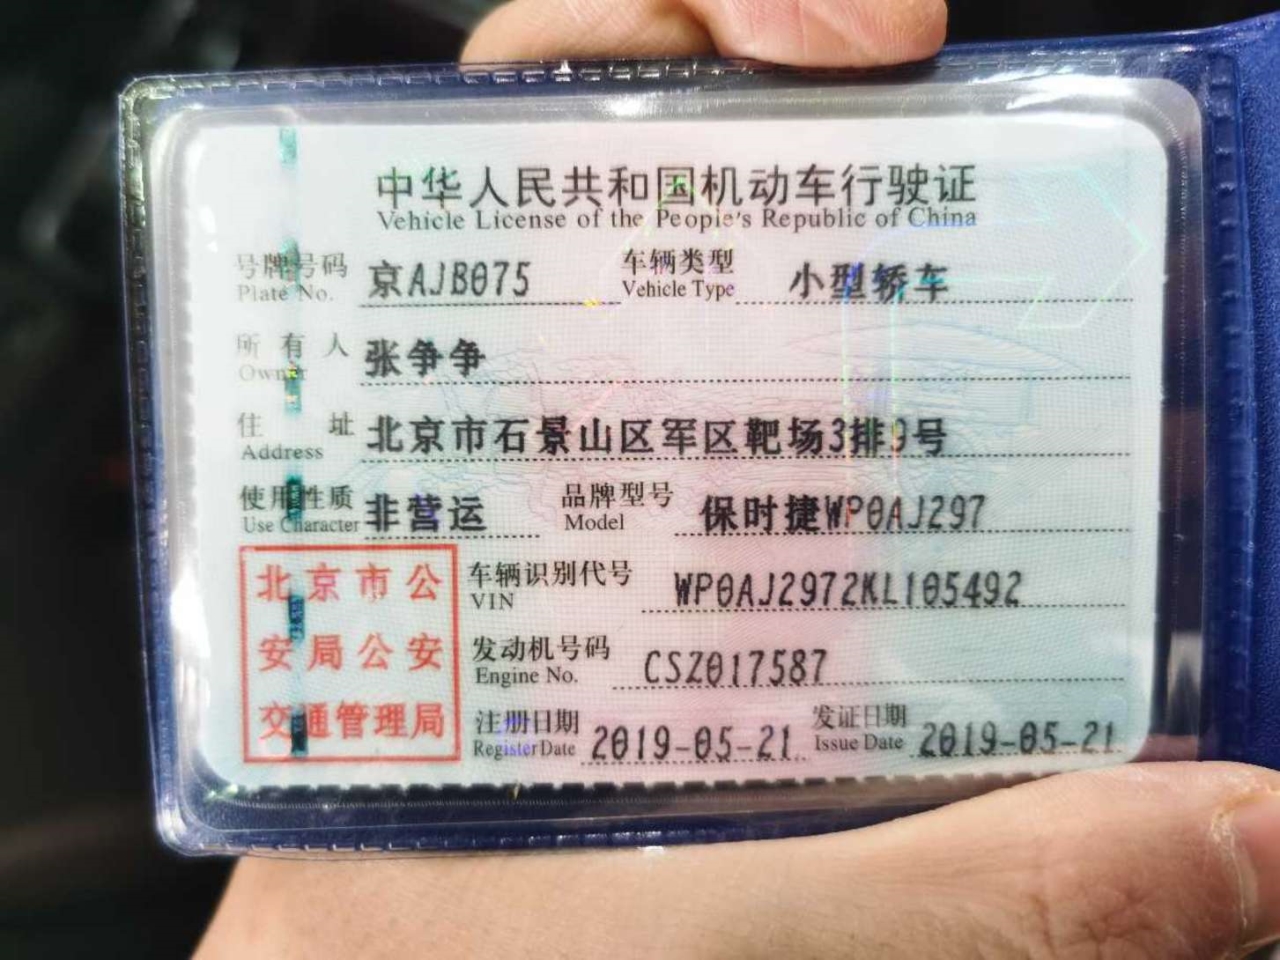 中华人民共和国机动车行驶证
Vehicle License of the People's Republic of China
号牌号码 京AJB075 车辆类型 小型轿车
Plate No. Vehicle Type
所有人 张争争
Owner
住址 北京市石景山区军区靶场3排9号
Address
使用性质 非营运 品牌型号 保时捷WP0AJ297
Use Character Model
北京市公 车辆识别代号 WP0AJ2972KL105492
VIN
安局公安 发动机号码 CSZ017587
Engine No.
交通管理局 注册日期 2019-05-21 发证日期 2019-05-21
Register Date Issue Date